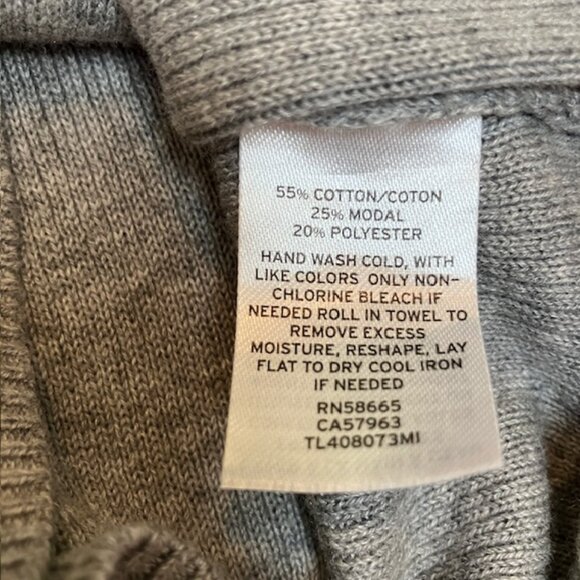 55% COTTON/COTON
25% MODAL
20% POLYESTER
HAND WASH COLD, WITH
LIKE COLORS ONLY NON-
CHLORINE BLEACH IF
NEEDED ROLL IN TOWEL TO
REMOVE EXCESS
MOISTURE, RESHAPE, LAY
FLAT TO DRY COOL IRON
IF NEEDED
RN58665
CA57963
TL408073MI